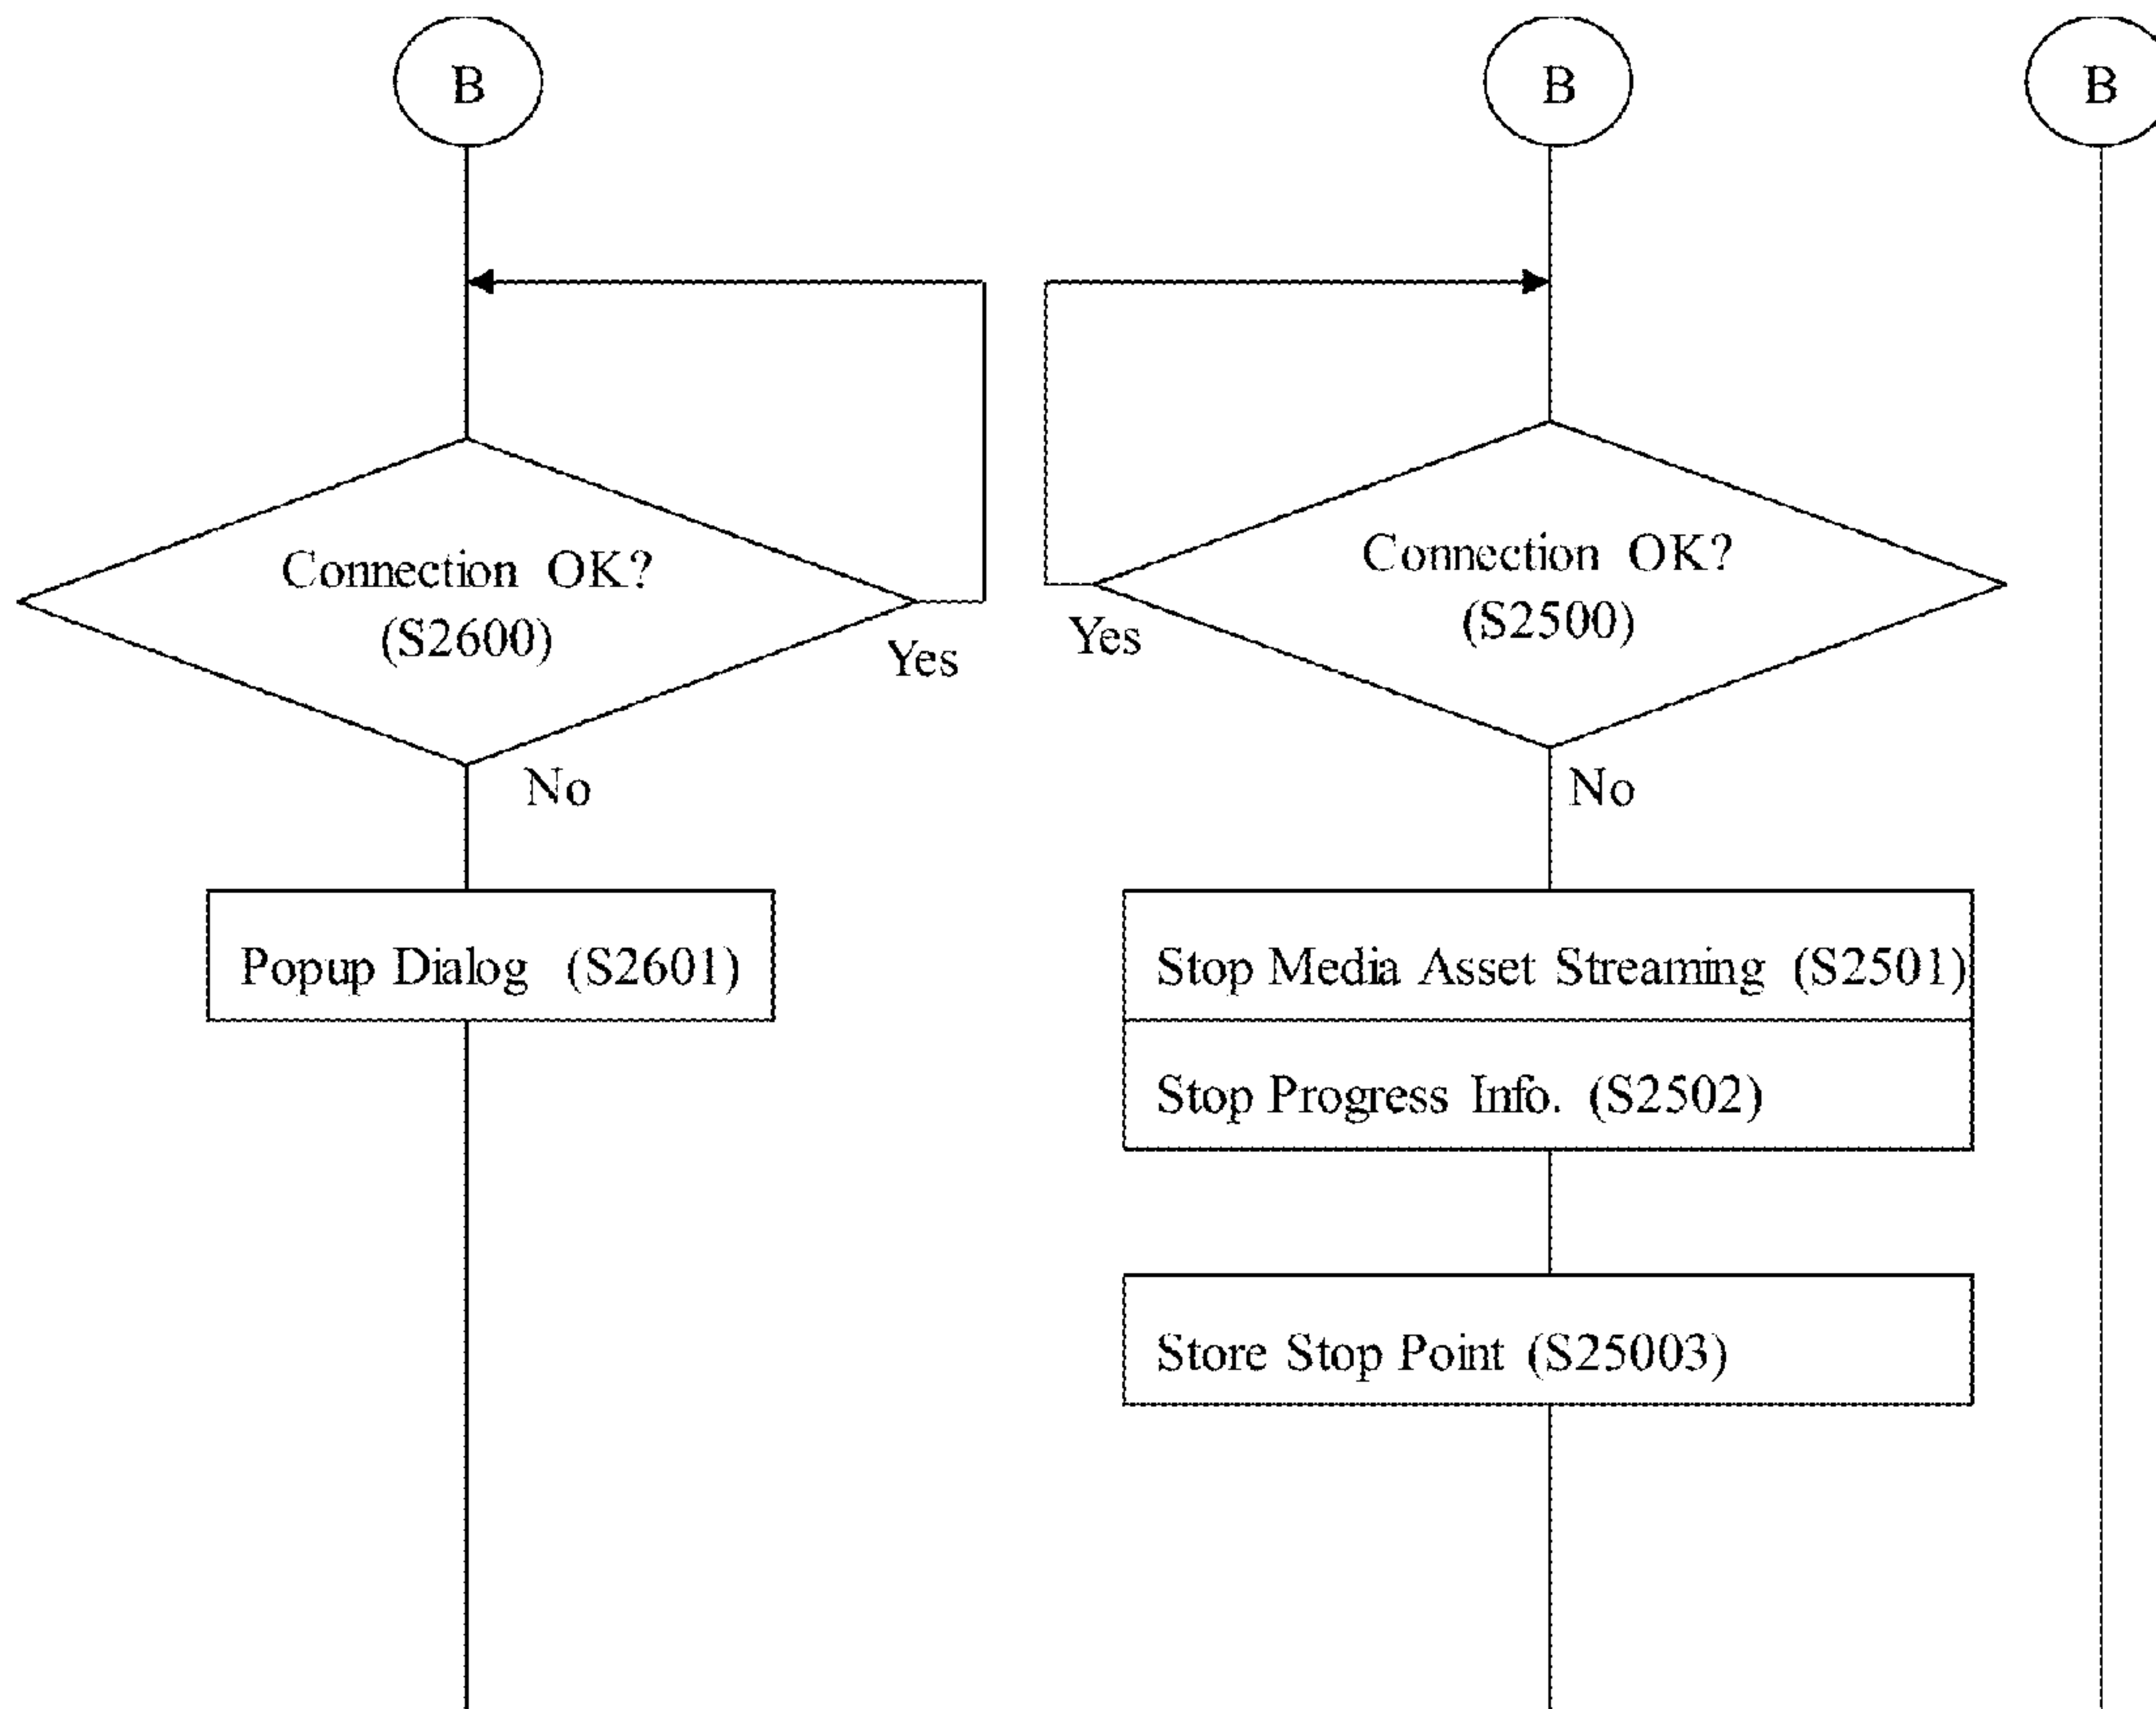 B
B
B
Connection OK?
(S2600)
Yes
No
Connection OK?
(S2500)
Yes
No
Popup Dialog (S2601)
Stop Media Asset Streaming (S2501)
Stop Progress Info. (S2502)
Store Stop Point (S25003)